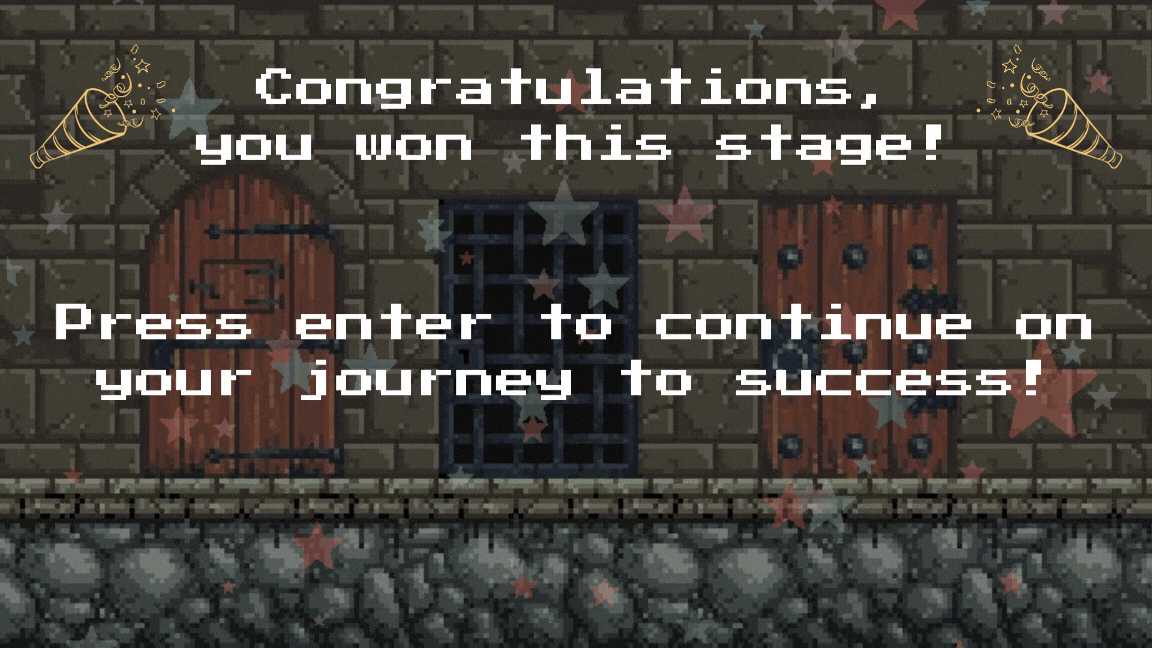 Congratulations,
you won this stage!
Press enter to continue on
your journey to success!